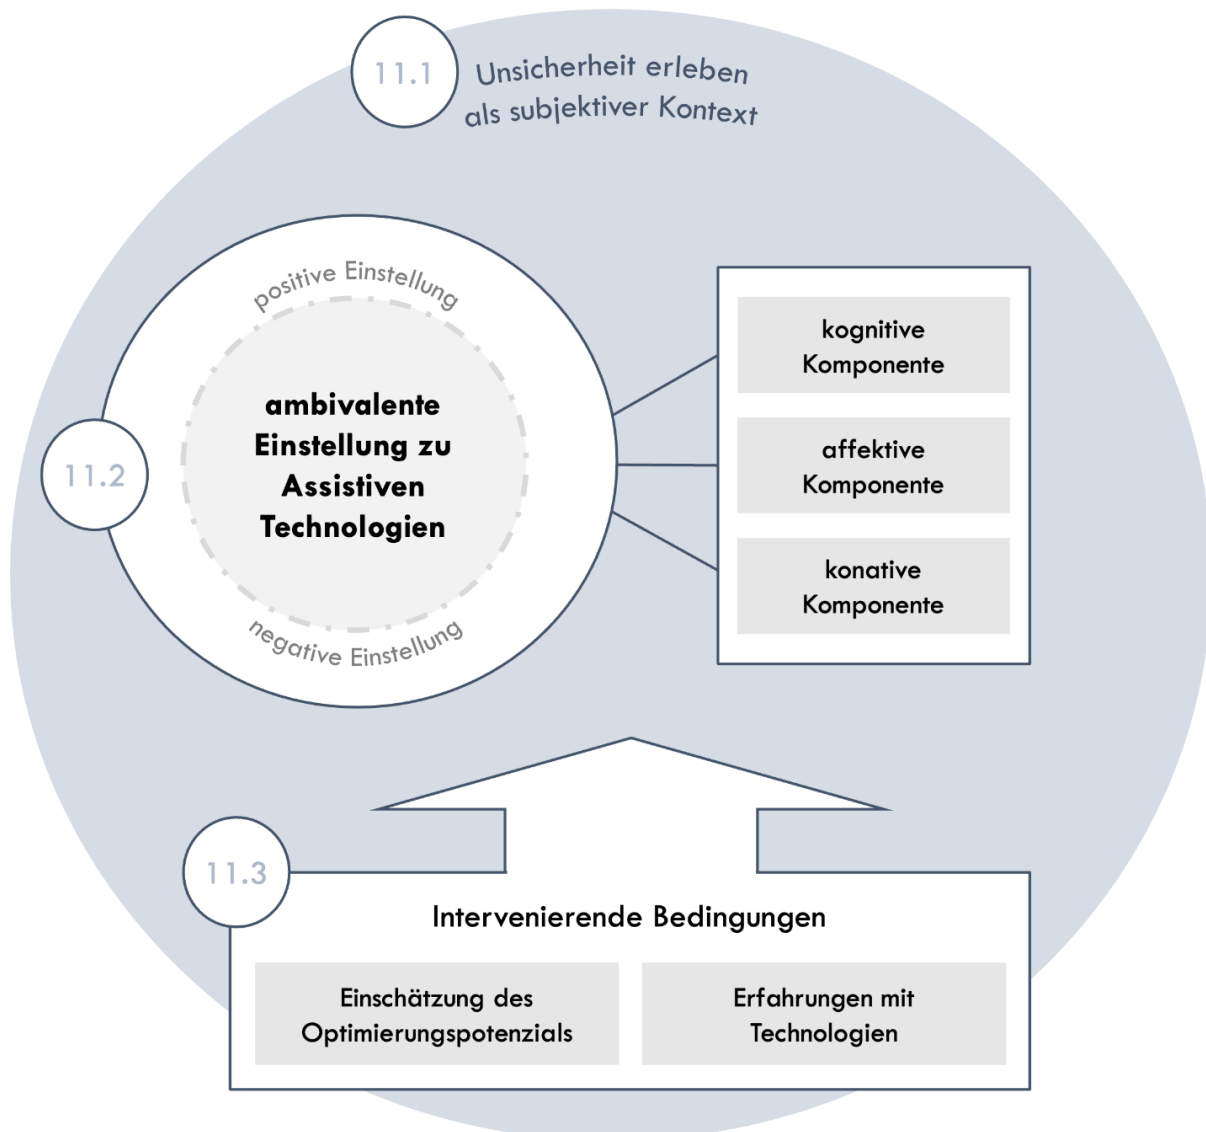 11.1
Unsicherheit erleben
als subjektiver Kontext
positive Einstellung
ambivalente
Einstellung zu
Assistiven
Technologien
negative Einstellung
11.2
kognitive
Komponente
affektive
Komponente
konative
Komponente
11.3
Intervenierende Bedingungen
Einschätzung des
Optimierungspotenzials
Erfahrungen mit
Technologien